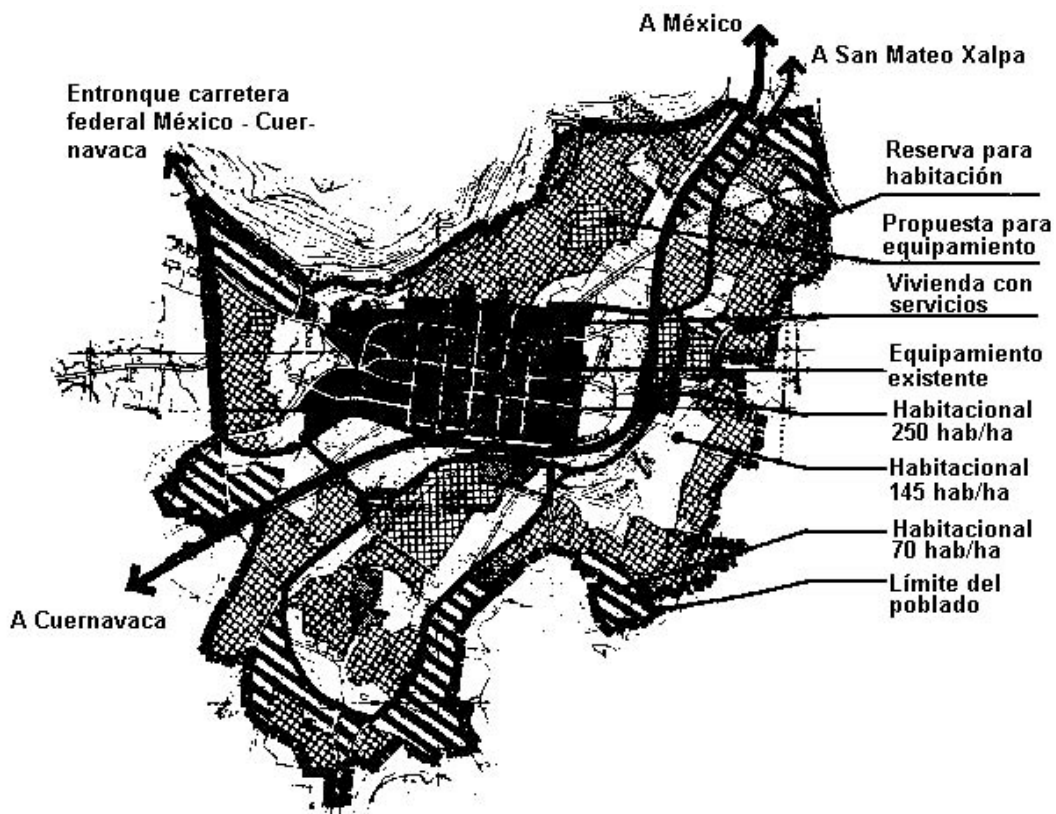 A México
A San Mateo Xalpa
Entronque carretera
federal México - Cuer-
navaca
Reserva para
habitación
Propuesta para
equipamiento
Vivienda con
servicios
Equipamiento
existente
Habitacional
250 hab/ha
Habitacional
145 hab/ha
Habitacional
70 hab/ha
Límite del
poblado
A Cuernavaca